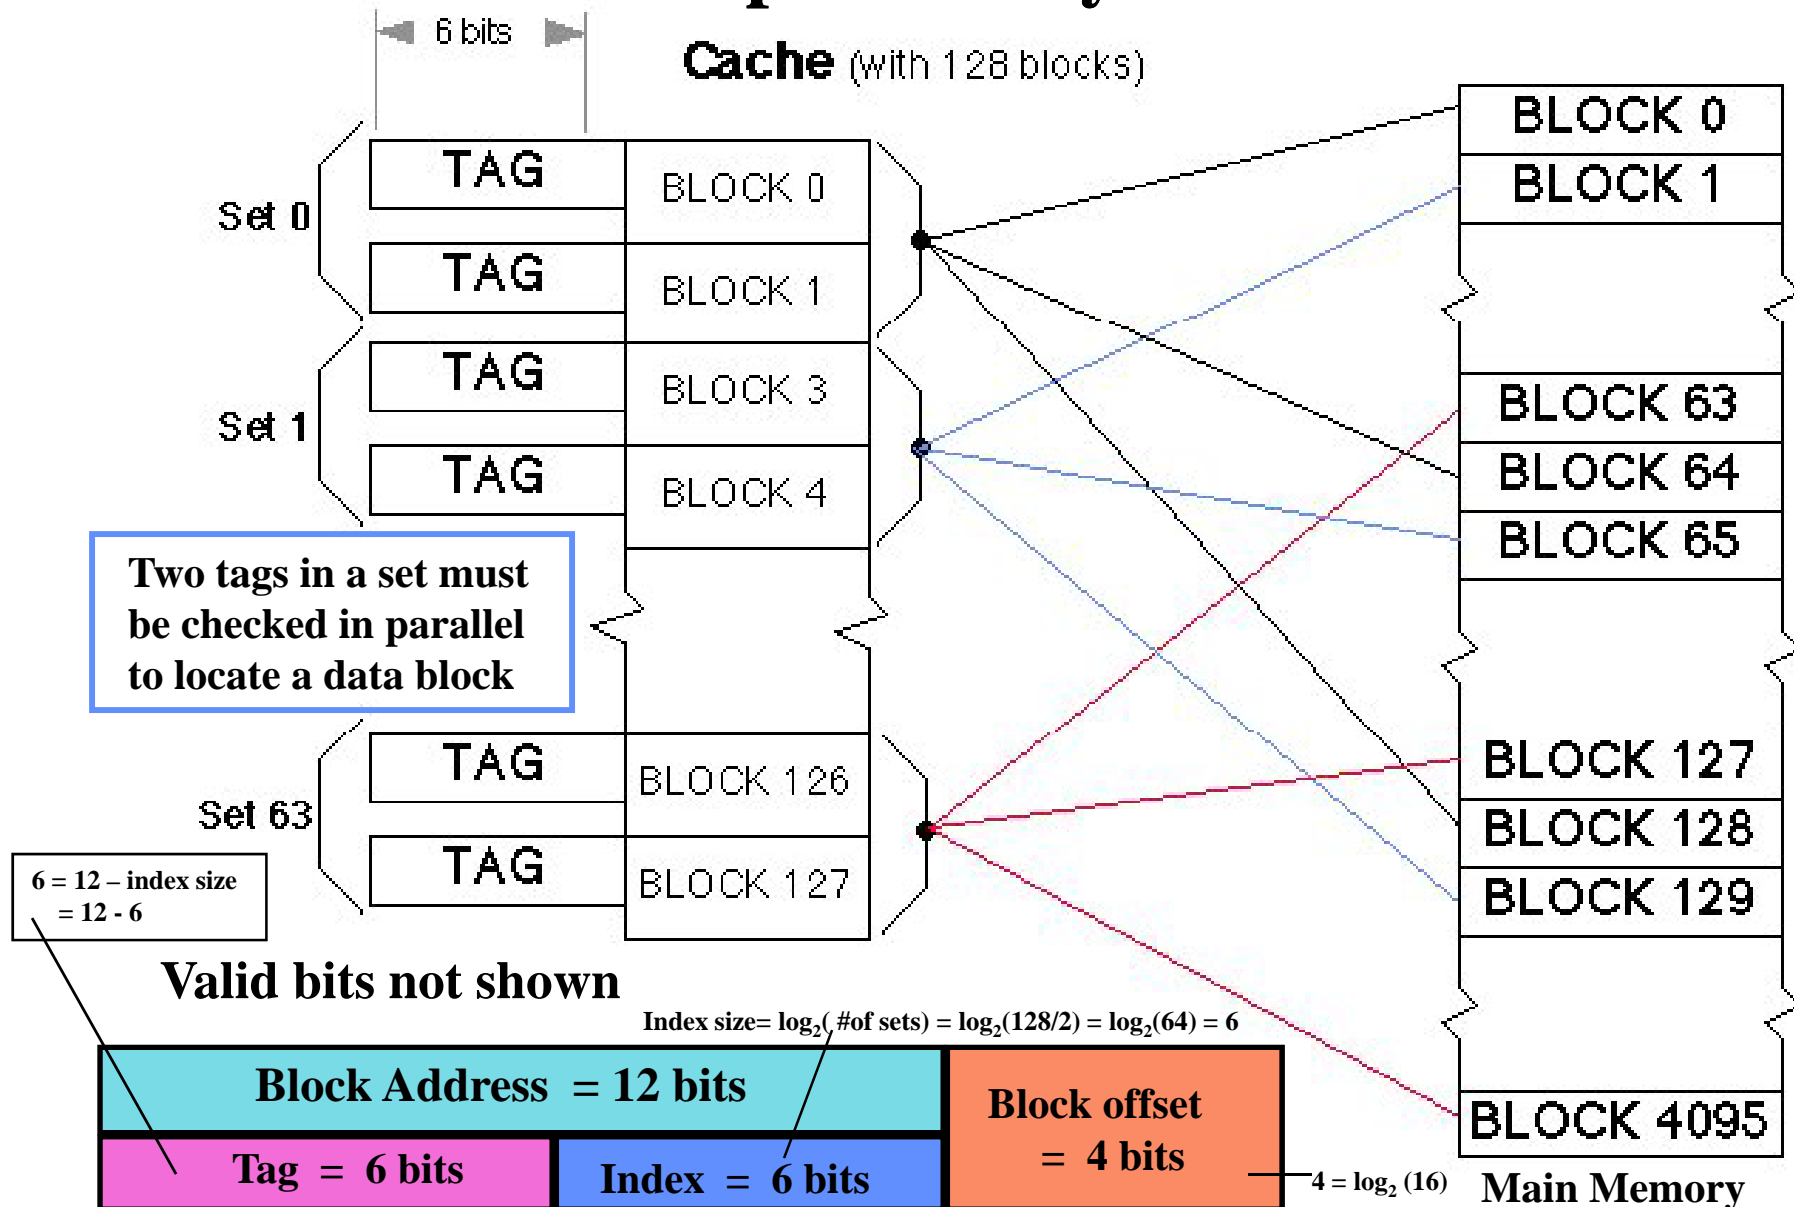 6 bits
Cache (with 128 blocks)
BLOCK 0
BLOCK 1
BLOCK 63
BLOCK 64
BLOCK 65
BLOCK 127
BLOCK 128
BLOCK 129
BLOCK 4095
Main Memory
Set 0
TAG
BLOCK 0
TAG
BLOCK 1
Set 1
TAG
BLOCK 3
TAG
BLOCK 4
Two tags in a set must
be checked in parallel
to locate a data block
Set 63
TAG
BLOCK 126
TAG
BLOCK 127
6 = 12 – index size
= 12 - 6
Valid bits not shown
Index size= log₂( #of sets) = log₂(128/2) = log₂(64) = 6
Block Address = 12 bits
Block offset
= 4 bits
Tag = 6 bits
Index = 6 bits
4 = log₂ (16)